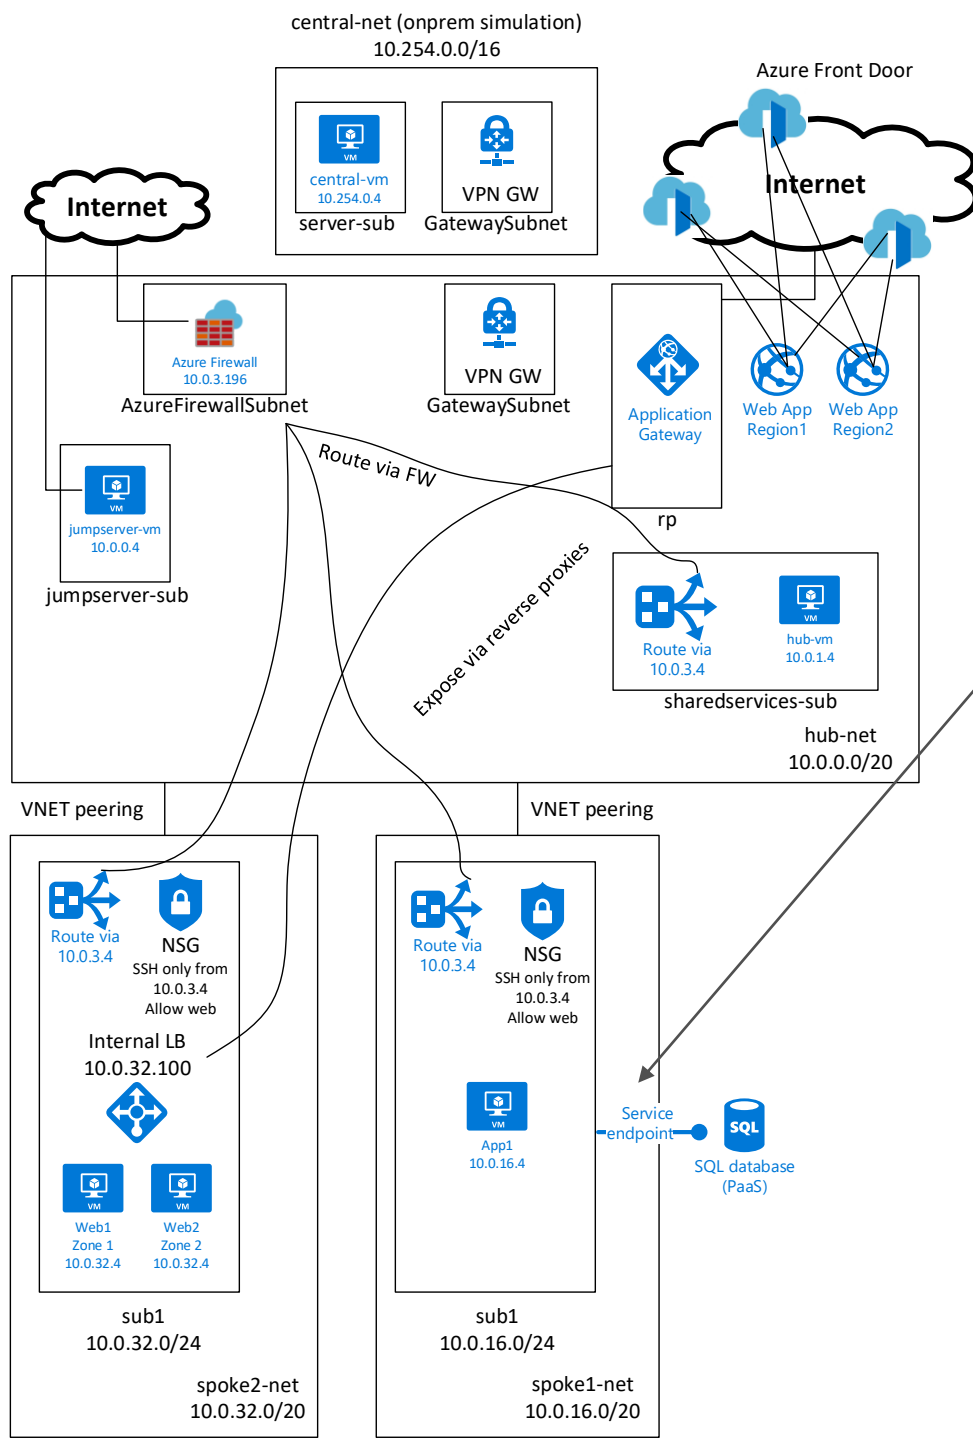 central-net (onprem simulation)
10.254.0.0/16
Azure Front Door
VM
central-vm
10.254.0.4
server-sub
VPN GW
GatewaySubnet
Internet
Internet
Azure Firewall
10.0.3.196
AzureFirewallSubnet
VPN GW
GatewaySubnet
Application
Gateway
rp
Web App
Region1
Web App
Region2
Route via FW
VM
jumpserver-vm
10.0.0.4
jumpserver-sub
Expose via reverse proxies
Route via
10.0.3.4
VM
hub-vm
10.0.1.4
sharedservices-sub
hub-net
10.0.0.0/20
VNET peering
VNET peering
Route via
10.0.3.4
NSG
SSH only from
10.0.3.4
Allow web
Internal LB
10.0.32.100
VM
Web1
Zone 1
10.0.32.4
VM
Web2
Zone 2
10.0.32.4
sub1
10.0.32.0/24
spoke2-net
10.0.32.0/20
Route via
10.0.3.4
NSG
SSH only from
10.0.3.4
Allow web
VM
App1
10.0.16.4
Service
endpoint
SQL
SQL database
(PaaS)
sub1
10.0.16.0/24
spoke1-net
10.0.16.0/20